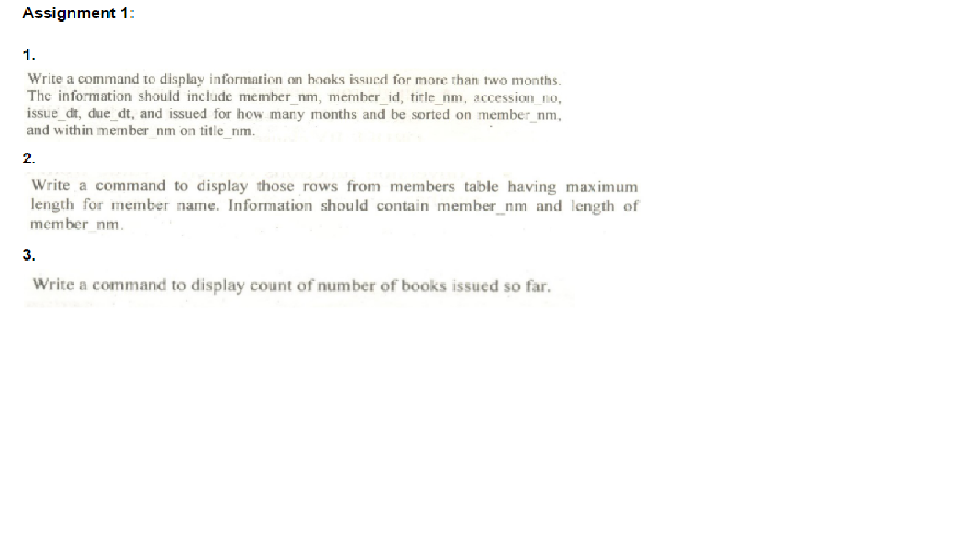 Assignment 1:
1.
Write a command to display information on books issued for more than two months.
The information should include member_nm, member_id, title_nm, accession_no,
issue_dt, due_dt, and issued for how many months and be sorted on member_nm,
and within member_nm on title_nm.
2.
Write a command to display those rows from members table having maximum
length for member name. Information should contain member_nm and length of
member_nm.
3.
Write a command to display count of number of books issued so far.